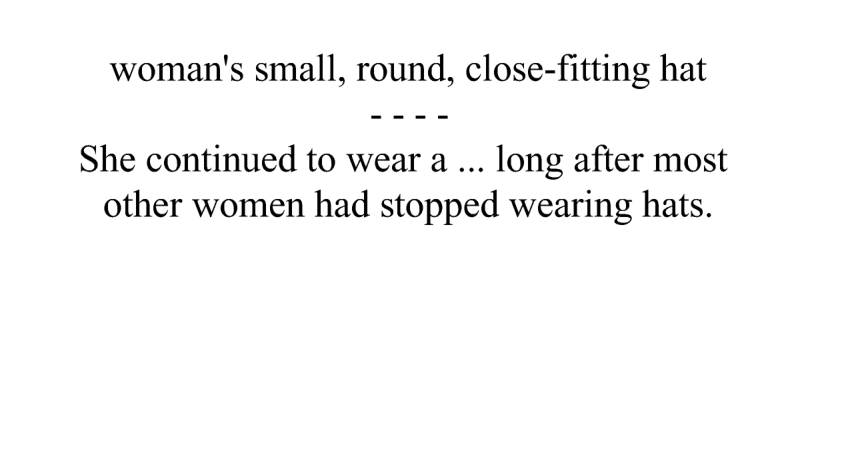 woman's small, round, close-fitting hat
- - - -
She continued to wear a ... long after most
other women had stopped wearing hats.